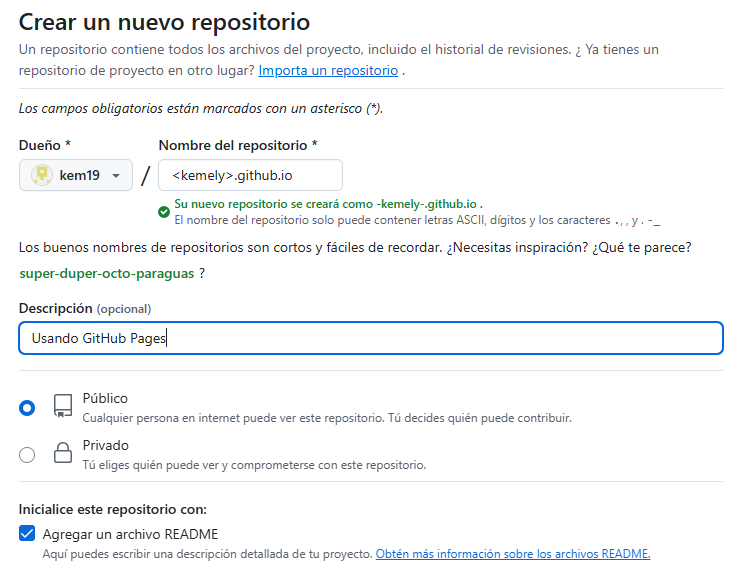 Crear un nuevo repositorio
Un repositorio contiene todos los archivos del proyecto, incluido el historial de revisiones. ¿ Ya tienes un
repositorio de proyecto en otro lugar? Importa un repositorio .
Los campos obligatorios están marcados con un asterisco (*).
Dueño * Nombre del repositorio *
kem19 / <kemely>.github.io
Su nuevo repositorio se creará como -kemely-.github.io .
El nombre del repositorio solo puede contener letras ASCII, dígitos y los caracteres ., , y . -_
Los buenos nombres de repositorios son cortos y fáciles de recordar. ¿Necesitas inspiración? ¿Qué te parece?
super-duper-octo-paraguas ?
Descripción (opcional)
Usando GitHub Pages
Público
Cualquier persona en internet puede ver este repositorio. Tú decides quién puede contribuir.
Privado
Tú eliges quién puede ver y comprometerse con este repositorio.
Inicialice este repositorio con:
Agregar un archivo README
Aquí puedes escribir una descripción detallada de tu proyecto. Obtén más información sobre los archivos README.